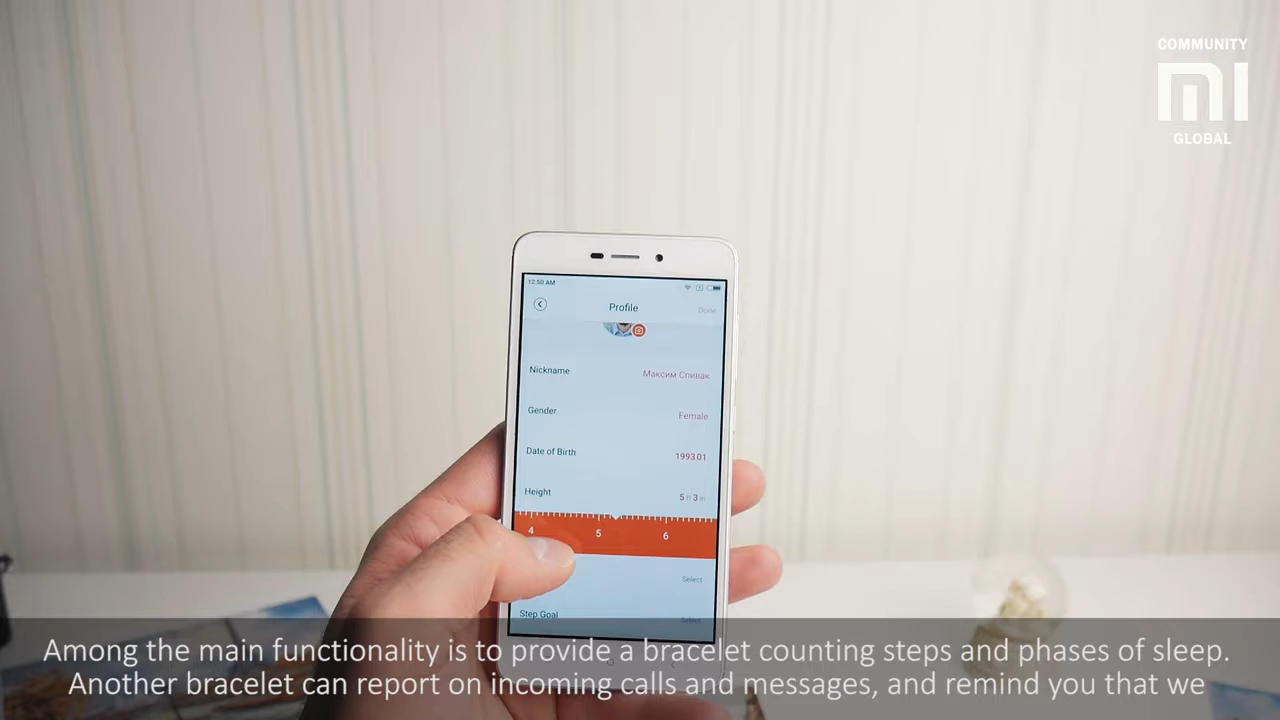 COMMUNITY
MI
GLOBAL
12:50 AM
Profile
Done
Nickname
Максим Спивак
Gender
Female
Date of Birth
1993.01
Height
5 ft 3 in
4 5 6
Select
Step Goal
Select
Among the main functionality is to provide a bracelet counting steps and phases of sleep.
Another bracelet can report on incoming calls and messages, and remind you that we